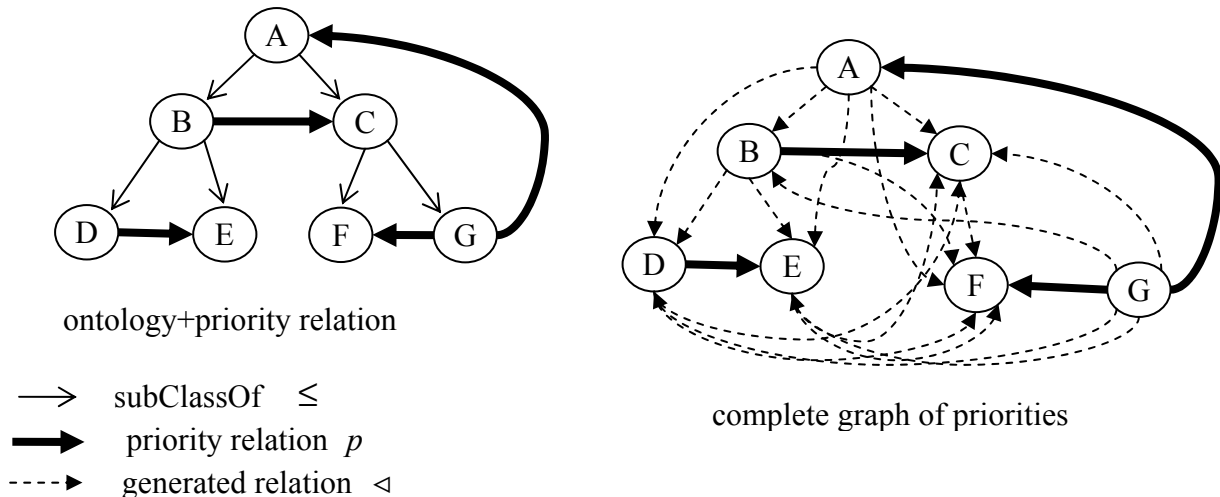 A
B
C
D
E
F
G
ontology+priority relation
subClassOf ≤
priority relation p
generated relation ⊲
A
B
C
D
E
F
G
complete graph of priorities